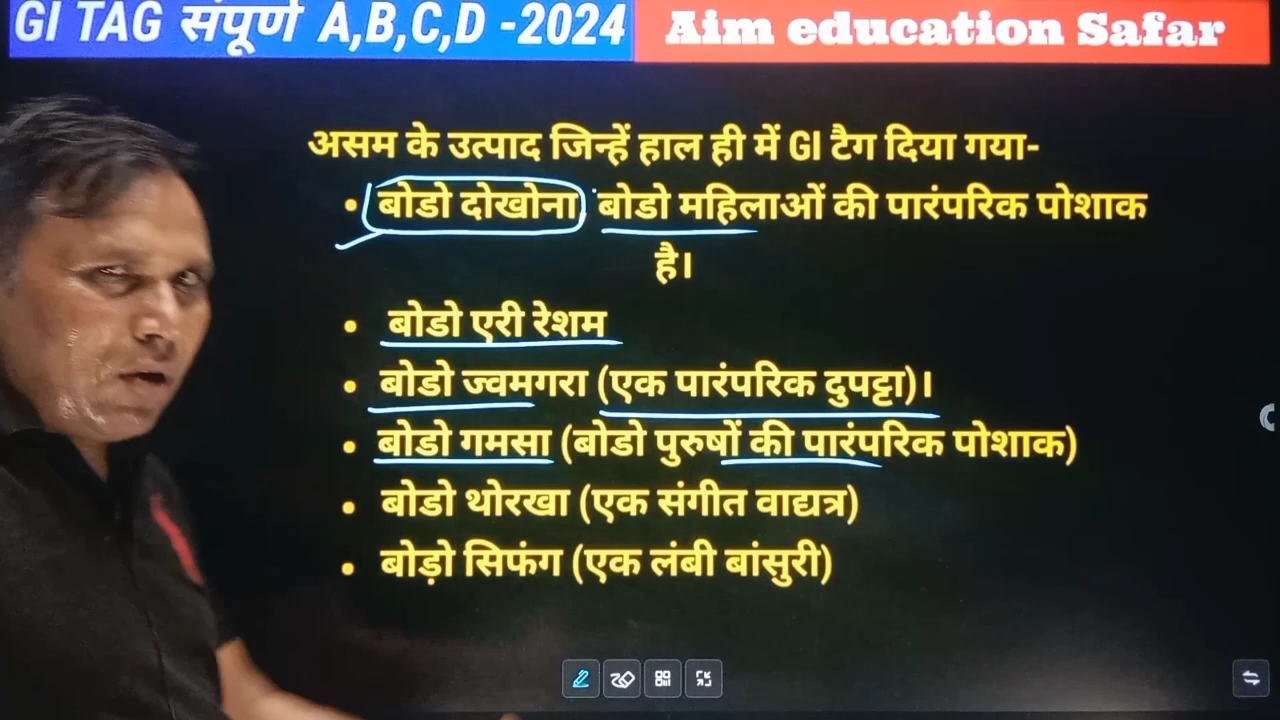 GI TAG संपूर्ण A,B,C,D -2024
Aim education Safar
असम के उत्पाद जिन्हें हाल ही में GI टैग दिया गया-
• बोडो दोखोना, बोडो महिलाओं की पारंपरिक पोशाक
है।
• बोडो एरी रेशम
• बोडो ज्वमगरा (एक पारंपरिक दुपट्टा)।
• बोडो गमसा (बोडो पुरुषों की पारंपरिक पोशाक)
• बोडो थोरखा (एक संगीत वाद्यत्र)
• बोड़ो सिफंग (एक लंबी बांसुरी)